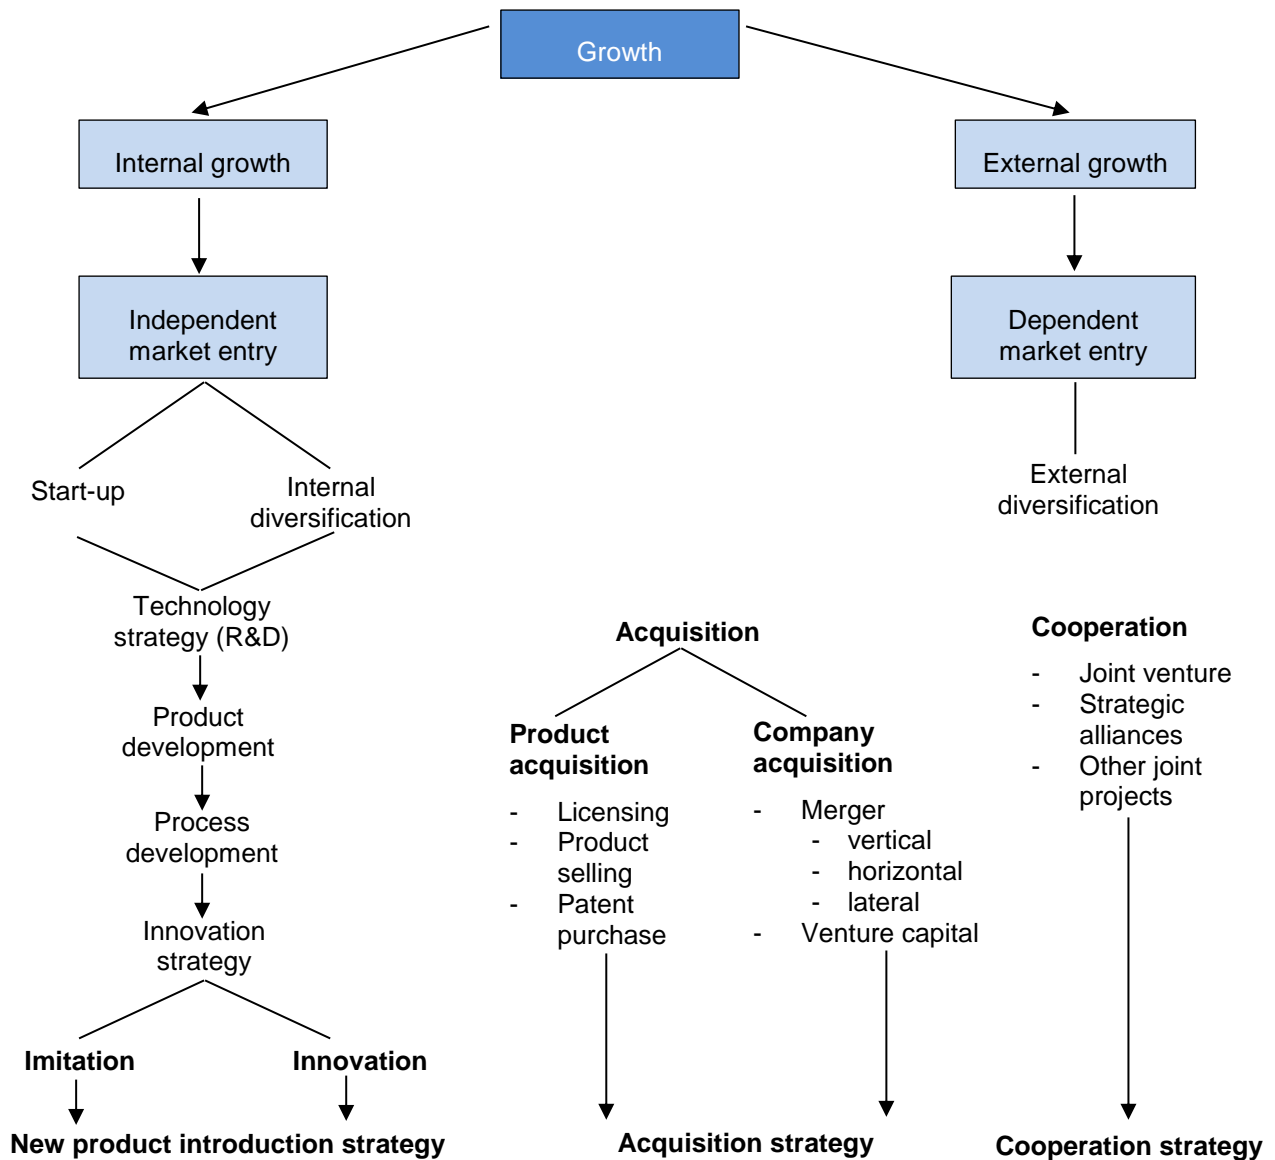 Growth
Internal growth
External growth
Independent
market entry
Dependent
market entry
Start-up
Internal
diversification
External
diversification
Technology
strategy (R&D)
Product
development
Process
development
Innovation
strategy
Imitation
Innovation
New product introduction strategy
Acquisition
Product
acquisition
- Licensing
- Product
selling
- Patent
purchase
Company
acquisition
- Merger
- vertical
- horizontal
- lateral
- Venture capital
Acquisition strategy
Cooperation
- Joint venture
- Strategic
alliances
- Other joint
projects
Cooperation strategy